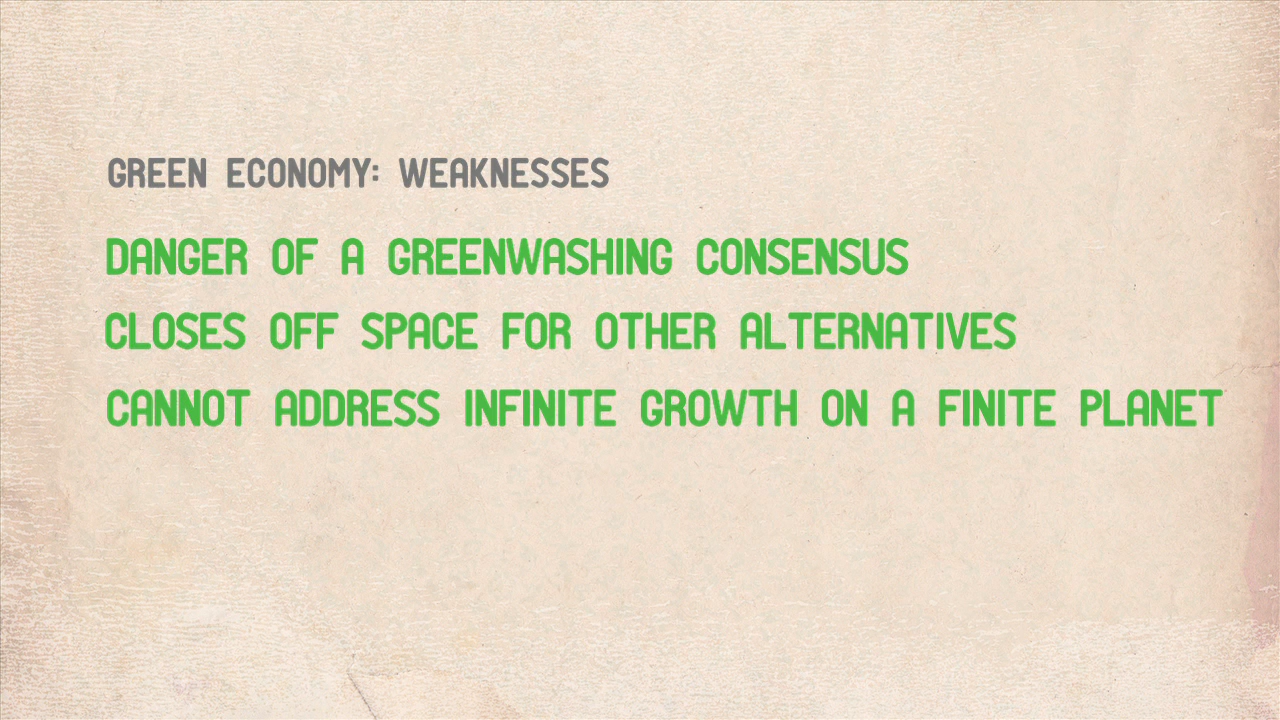 GREEN ECONOMY: WEAKNESSES
DANGER OF A GREENWASHING CONSENSUS
CLOSES OFF SPACE FOR OTHER ALTERNATIVES
CANNOT ADDRESS INFINITE GROWTH ON A FINITE PLANET